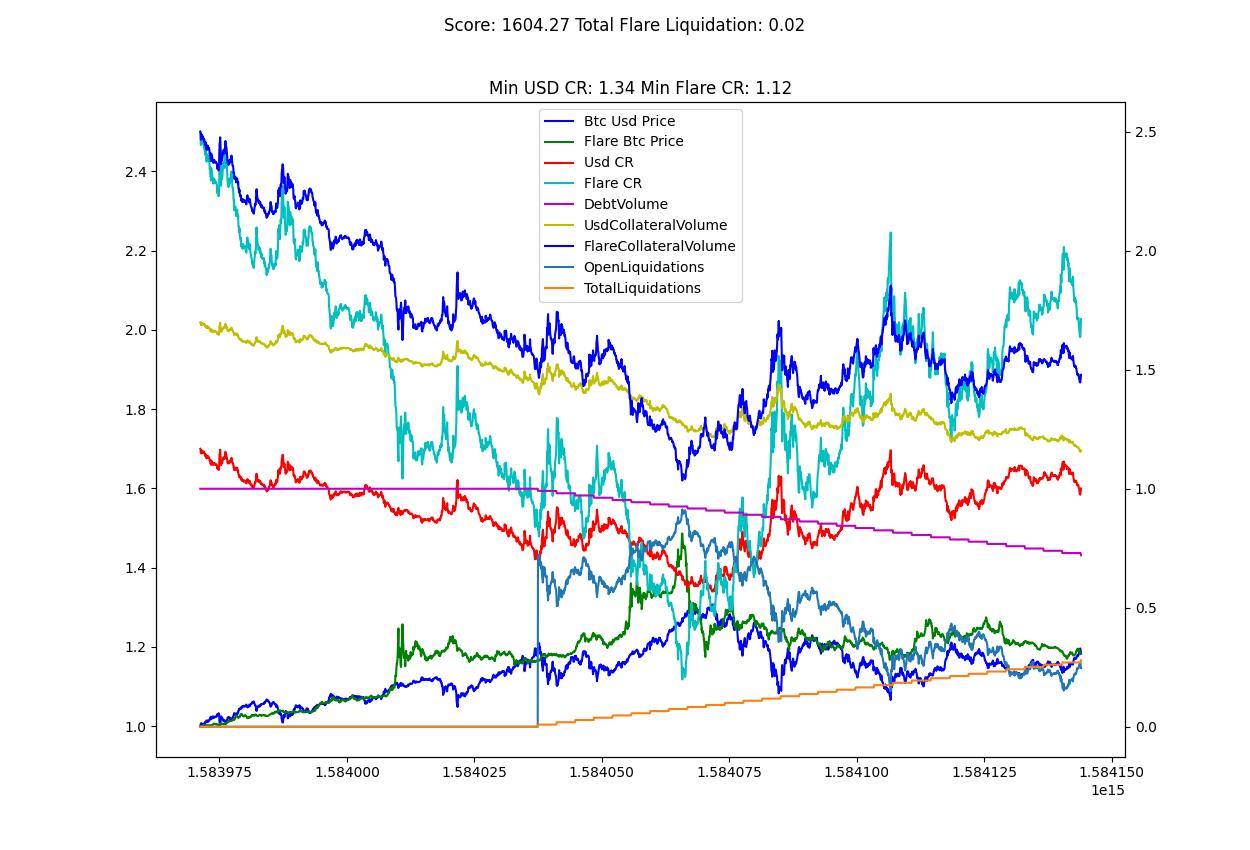 Score: 1604.27 Total Flare Liquidation: 0.02
Min USD CR: 1.34 Min Flare CR: 1.12
Btc Usd Price
Flare Btc Price
Usd CR
Flare CR
DebtVolume
UsdCollateralVolume
FlareCollateralVolume
OpenLiquidations
TotalLiquidations
2.4
2.2
2.0
1.8
1.6
1.4
1.2
1.0
2.5
2.0
1.5
1.0
0.5
0.0
1.583975 1.584000 1.584025 1.584050 1.584075 1.584100 1.584125 1.584150
1e15